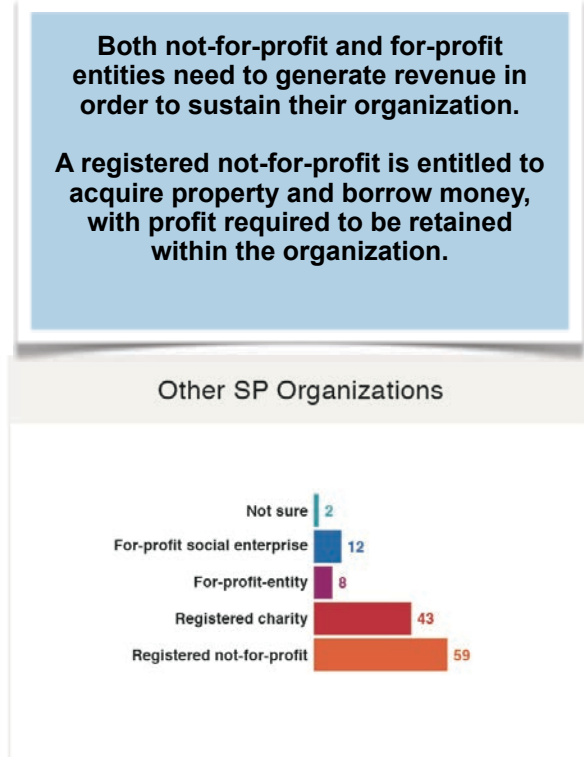 Both not-for-profit and for-profit
entities need to generate revenue in
order to sustain their organization.
A registered not-for-profit is entitled to
acquire property and borrow money,
with profit required to be retained
within the organization.
Other SP Organizations
Not sure 2
For-profit social enterprise 12
For-profit-entity 8
Registered charity 43
Registered not-for-profit 59